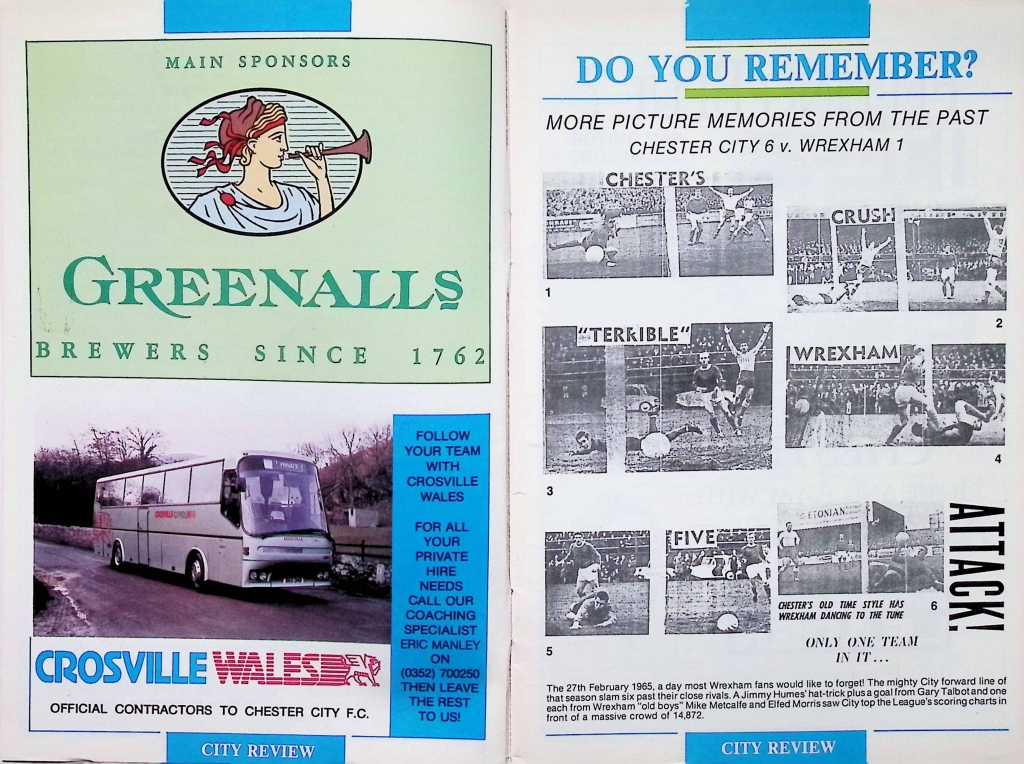 MAIN SPONSORS
GREENALLS
BREWERS SINCE 1762
FOLLOW
YOUR TEAM
WITH
CROSVILLE
WALES
FOR ALL
YOUR
PRIVATE
HIRE
NEEDS
CALL OUR
COACHING
SPECIALIST
ERIC MANLEY
ON
(0352) 700250
THEN LEAVE
THE REST
TO US!
CROSVILLE WALES
OFFICIAL CONTRACTORS TO CHESTER CITY F.C.
CITY REVIEW
DO YOU REMEMBER?
MORE PICTURE MEMORIES FROM THE PAST
CHESTER CITY 6 v. WREXHAM 1
CHESTER'S
1
CRUSH
2
"TERRIBLE"
3
WREXHAM
4
FIVE
5
ETONIAN
ATTACK!
CHESTER'S OLD TIME STYLE HAS
WREXHAM DANCING TO THE TUNE
6
ONLY ONE TEAM
IN IT...
The 27th February 1965, a day most Wrexham fans would like to forget! The mighty City forward line of
that season slam six past their close rivals. A Jimmy Humes' hat-trick plus a goal from Gary Talbot and one
each from Wrexham "old boys" Mike Metcalfe and Elfed Morris saw City top the League's scoring charts in
front of a massive crowd of 14,872.
CITY REVIEW